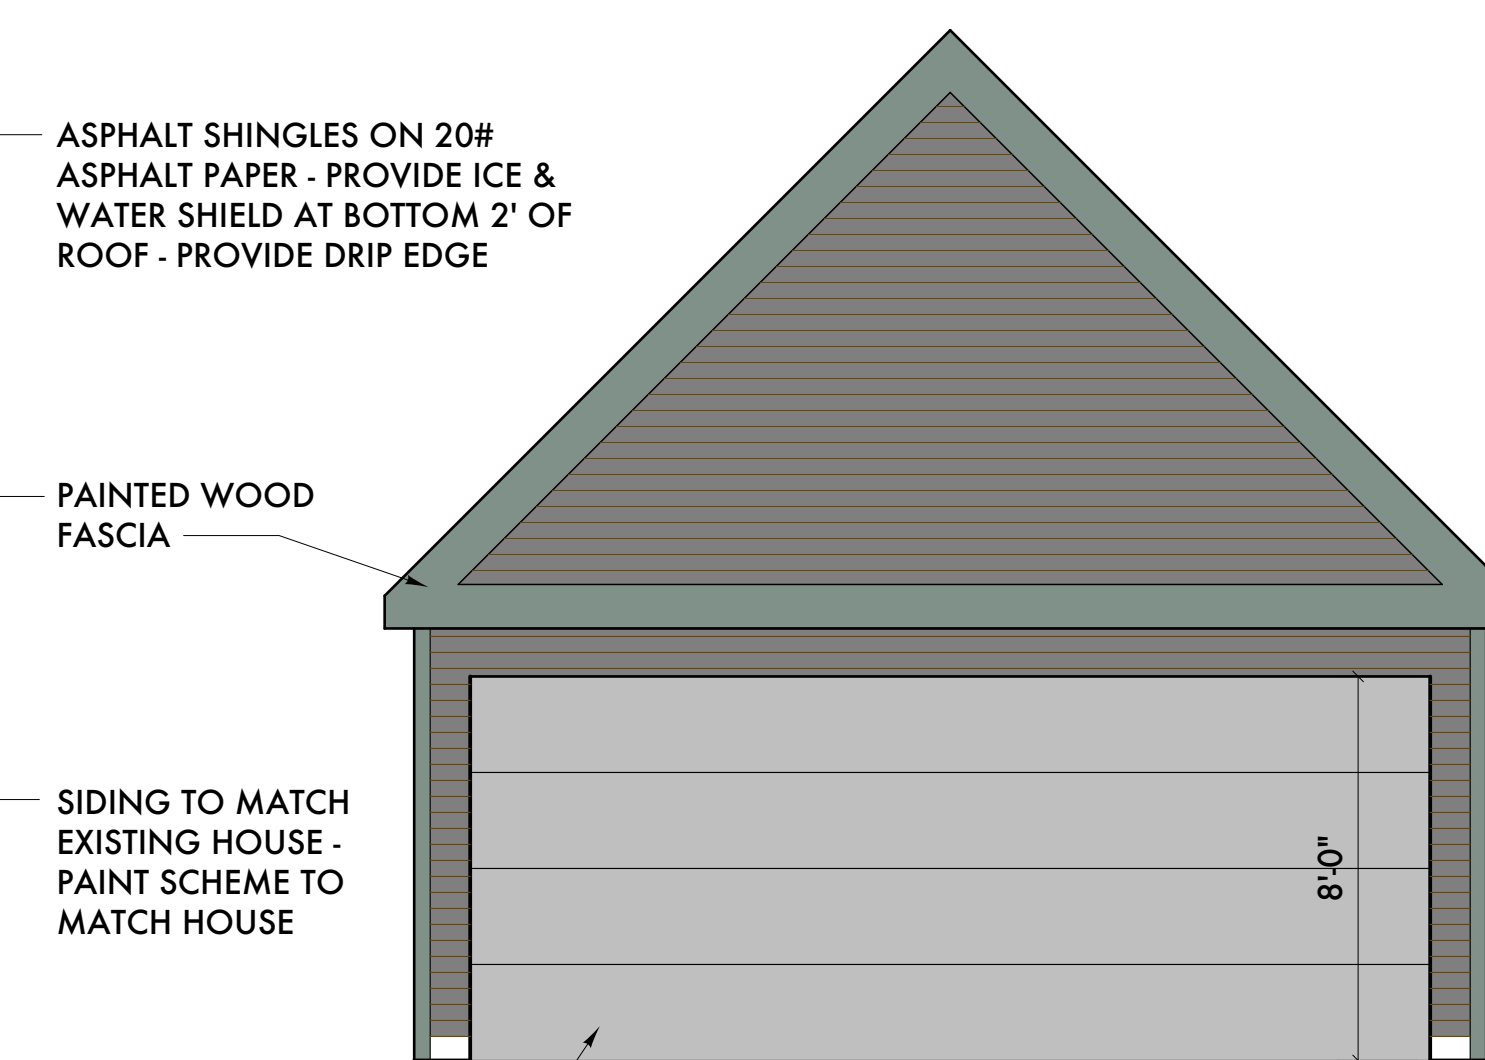 ASPHALT SHINGLES ON 20#
ASPHALT PAPER - PROVIDE ICE &
WATER SHIELD AT BOTTOM 2' OF
ROOF - PROVIDE DRIP EDGE
PAINTED WOOD
FASCIA
SIDING TO MATCH
EXISTING HOUSE -
PAINT SCHEME TO
MATCH HOUSE
8'-0"